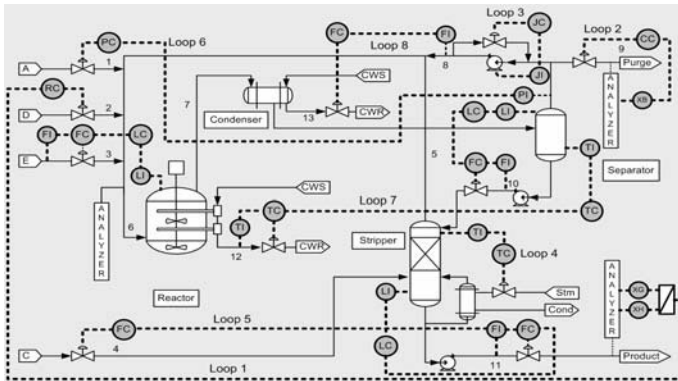 Loop 3
JC
Loop 2
PC
Loop 6
FC
FI
CC
Loop 8
A
1
8
9
Purge
JI
RC
7
CWS
PI
ANALYZER
XB
D
2
13
CWR
Condenser
LC
LI
FI
FC
LC
E
3
5
TI
Separator
LI
FC
FI
10
CWS
Loop 7
ANALYZER
6
TI
TC
TC
12
CWR
Stripper
TI
Loop 4
TC
ANALYZER
Reactor
LI
Stm
XG
Cond
XH
FC
Loop 5
FI
FC
C
4
LC
11
Product
Loop 1